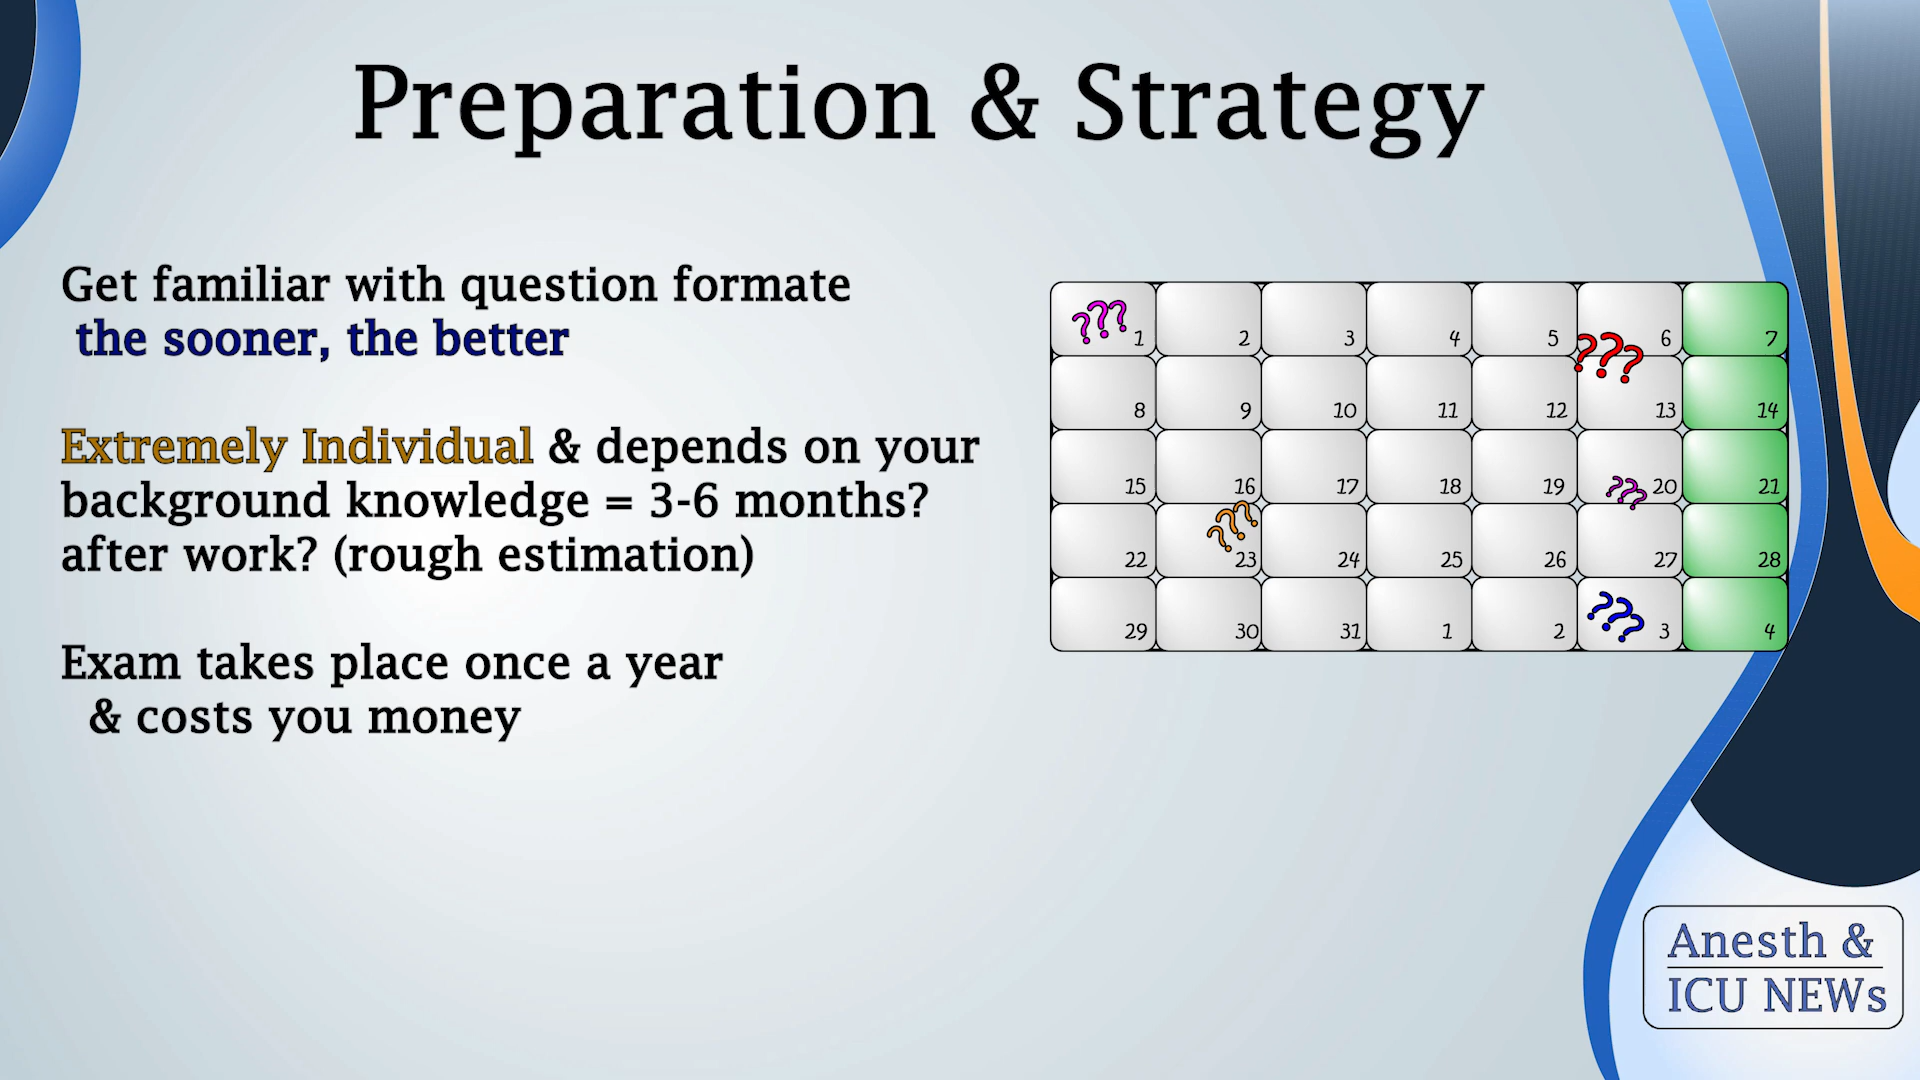 Preparation & Strategy
Get familiar with question formate
the sooner, the better
Extremely Individual & depends on your
background knowledge = 3-6 months?
after work? (rough estimation)
Exam takes place once a year
& costs you money
??? 1 2 3 4 5 6 7
???
8 9 10 11 12 13 14
15 16 17 18 19 ??? 20 21
???
22 23 24 25 26 27 28
29 30 31 1 2 ??? 3 4
Anesth &
ICU NEWs